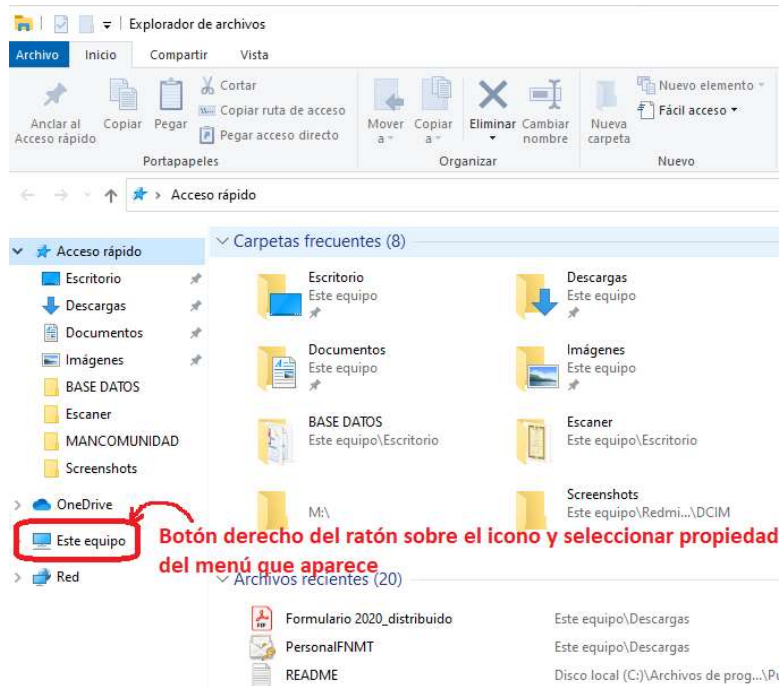 Explorador de archivos
Archivo Inicio Compartir Vista
Anclar al Acceso rápido
Copiar
Pegar
Cortar
Copiar ruta de acceso
Pegar acceso directo
Portapapeles
Mover a
Copiar a
Eliminar
Cambiar nombre
Organizar
Nueva carpeta
Nuevo elemento
Fácil acceso
Nuevo
Acceso rápido
Acceso rápido
Escritorio
Descargas
Documentos
Imágenes
BASE DATOS
Escaner
MANCOMUNIDAD
Screenshots
OneDrive
Este equipo
Red
Carpetas frecuentes (8)
Escritorio
Este equipo
Descargas
Este equipo
Documentos
Este equipo
Imágenes
Este equipo
BASE DATOS
Este equipo\Escritorio
Escaner
Este equipo\Escritorio
M:\
Screenshots
Este equipo\Redmi...\DCIM
Botón derecho del ratón sobre el icono y seleccionar propiedad
del menú que aparece
Archivos recientes (20)
Formulario 2020_distribuido Este equipo\Descargas
PersonalFNMT Este equipo\Descargas
README Disco local (C:)\Archivos de prog...\Pu